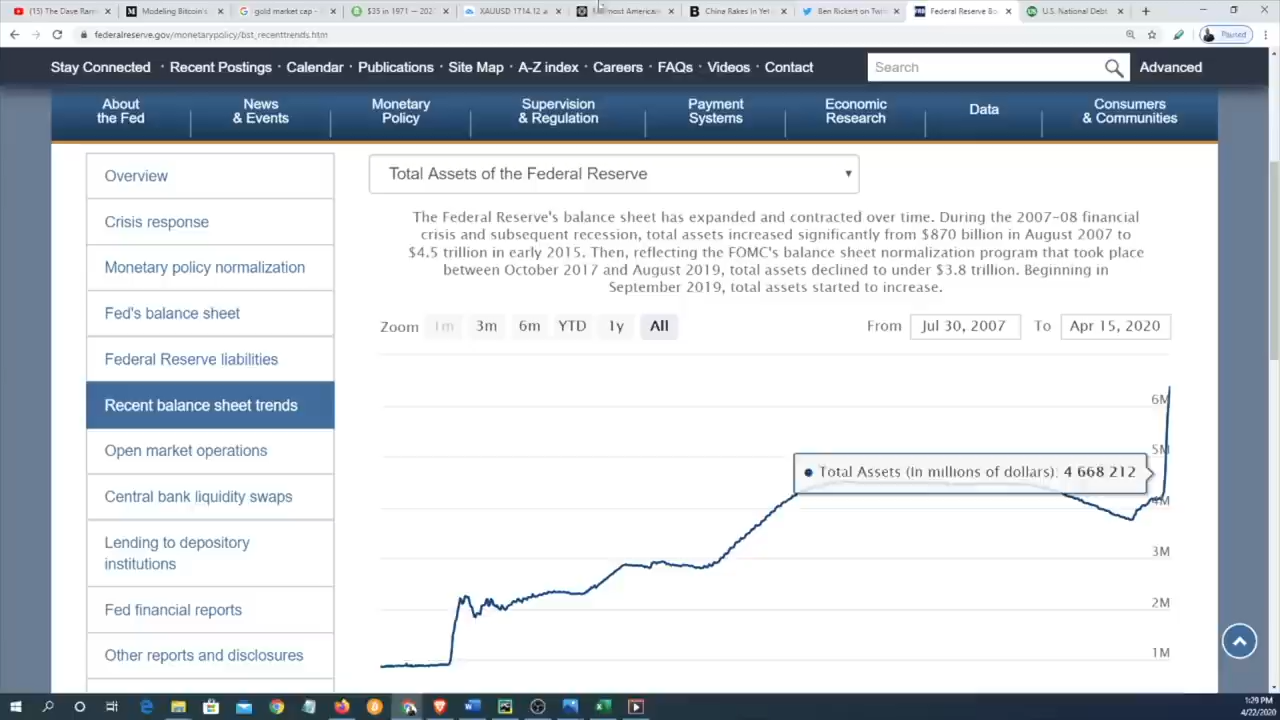 (15) The Dave Ram
Modeling Bitcoin's
gold market cap -
$35 in 1971 — 202
XAUUSD 1714.12 ▲
most American
China Rakes in Yet
Ben Rickert on Twit
Federal Reserve Bo
U.S. National Debt
federalreserve.gov/monetarypolicy/bst_recenttrends.htm
Paused
Stay Connected · Recent Postings · Calendar · Publications · Site Map · A-Z index · Careers · FAQs · Videos · Contact
Search
Advanced
About
the Fed
News
& Events
Monetary
Policy
Supervision
& Regulation
Payment
Systems
Economic
Research
Data
Consumers
& Communities
Overview
Crisis response
Monetary policy normalization
Fed's balance sheet
Federal Reserve liabilities
Recent balance sheet trends
Open market operations
Central bank liquidity swaps
Lending to depository
institutions
Fed financial reports
Other reports and disclosures
Total Assets of the Federal Reserve
The Federal Reserve's balance sheet has expanded and contracted over time. During the 2007-08 financial
crisis and subsequent recession, total assets increased significantly from $870 billion in August 2007 to
$4.5 trillion in early 2015. Then, reflecting the FOMC's balance sheet normalization program that took place
between October 2017 and August 2019, total assets declined to under $3.8 trillion. Beginning in
September 2019, total assets started to increase.
Zoom 1m 3m 6m YTD 1y All
From Jul 30, 2007 To Apr 15, 2020
6M
5M
Total Assets (in millions of dollars): 4 668 212
4M
3M
2M
1M
1:29 PM
4/22/2020